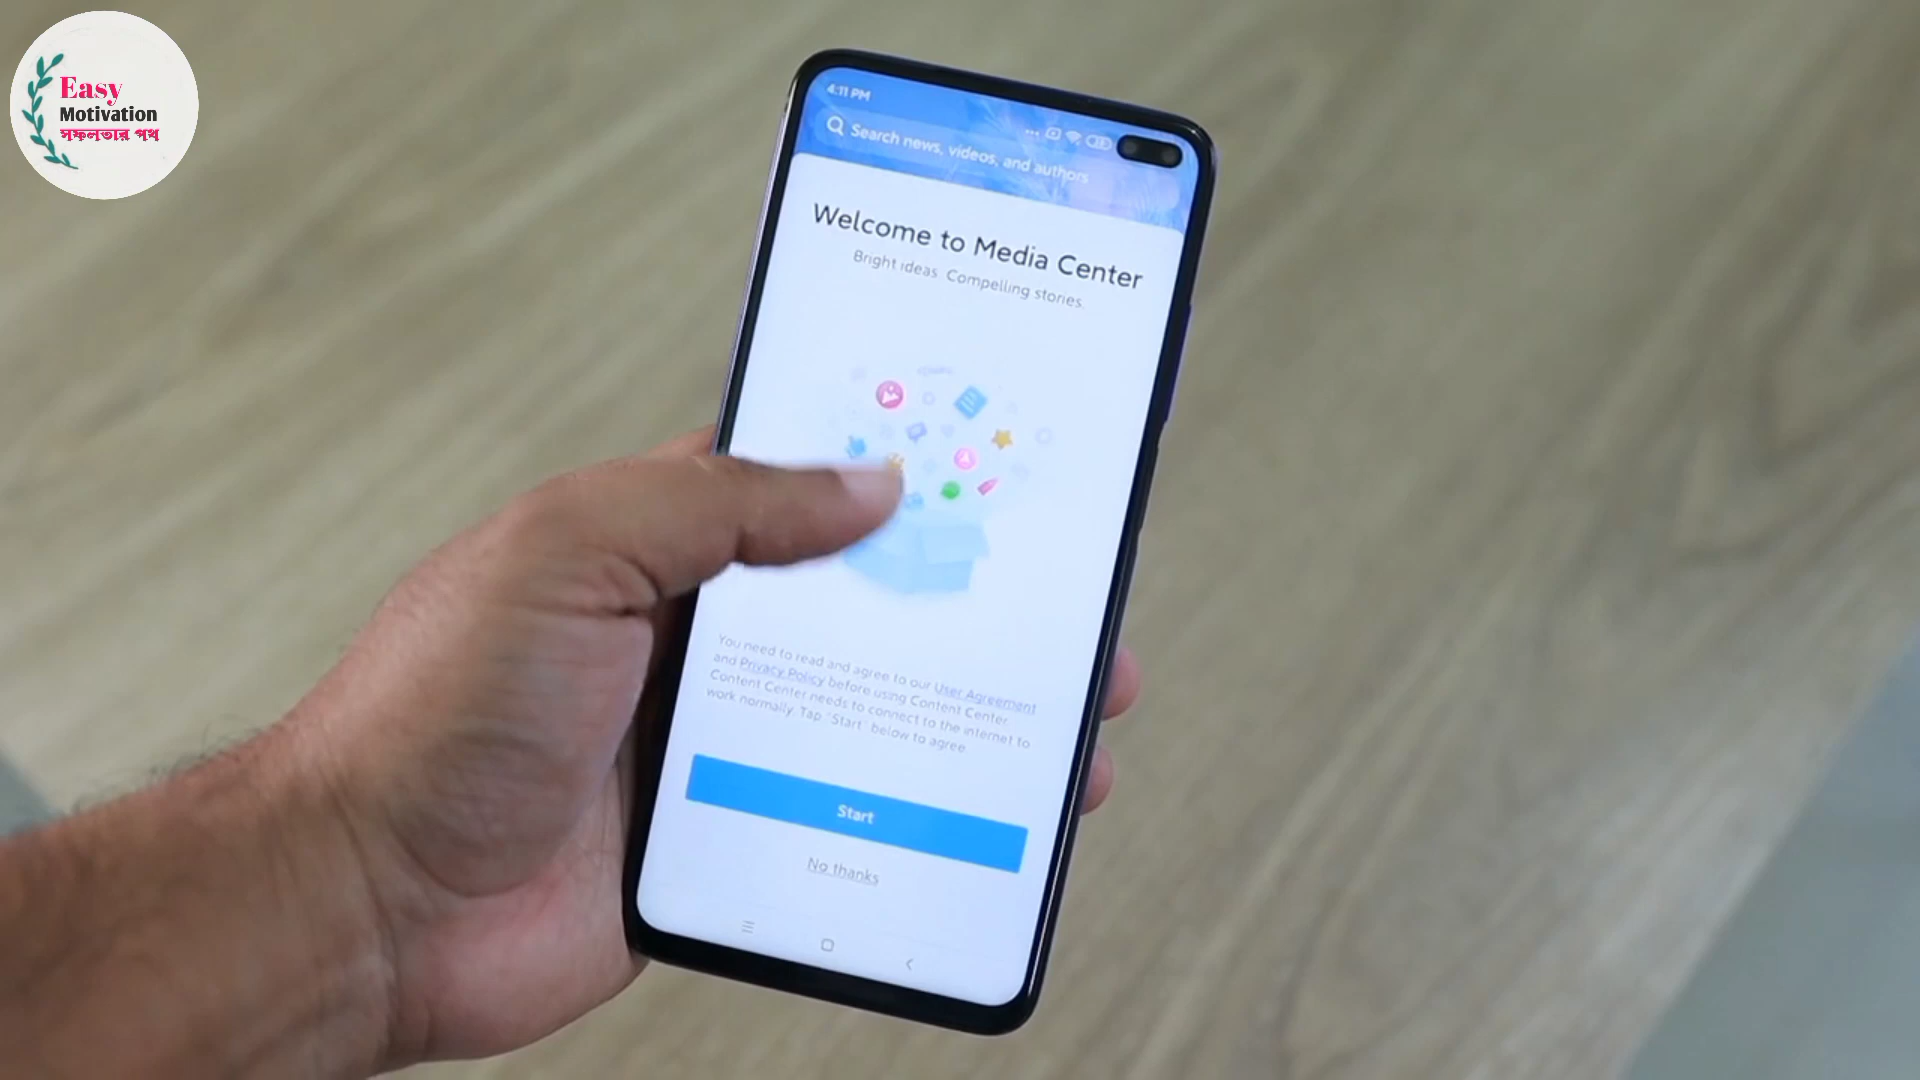 Easy
Motivation
সফলতার পথ
4:11 PM
Search news, videos, and authors
Welcome to Media Center
Bright ideas Compelling stories
You need to read and agree to our User Agreement
and Privacy Policy before using Content Center
Content Center needs to connect to the internet to
work normally. Tap "Start" below to agree
Start
No thanks